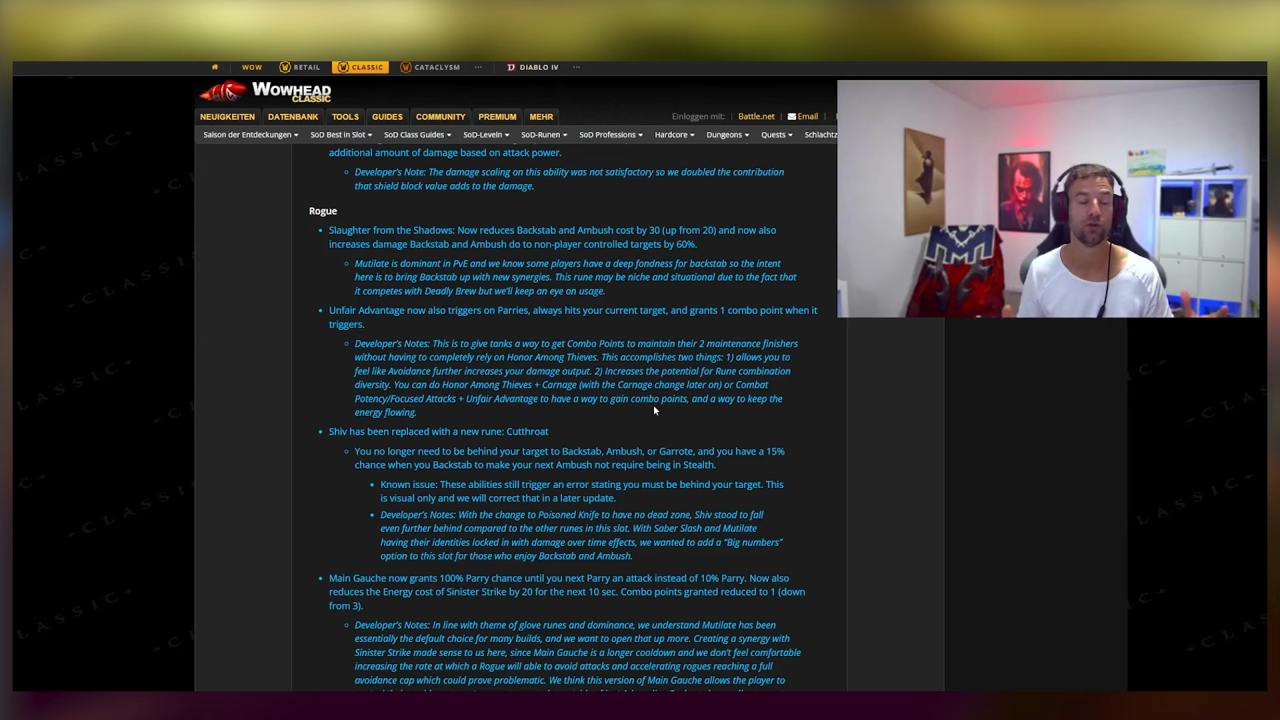 WOW
RETAIL
CLASSIC
CATACLYSM
DIABLO IV
WOWHEAD
CLASSIC
NEUIGKEITEN
DATENBANK
TOOLS
GUIDES
COMMUNITY
PREMIUM
MEHR
Einloggen mit:
Battle.net
Email
Saison der Entdeckungen
SoD Best in Slot
SoD Class Guides
SoD-Leveln
SoD-Runen
SoD Professions
Hardcore
Dungeons
Quests
Schlachtz
additional amount of damage based on attack power.
Developer's Note: The damage scaling on this ability was not satisfactory so we doubled the contribution
that shield block value adds to the damage.
Rogue
Slaughter from the Shadows: Now reduces Backstab and Ambush cost by 30 (up from 20) and now also
increases damage Backstab and Ambush do to non-player controlled targets by 60%.
Mutilate is dominant in PvE and we know some players have a deep fondness for backstab so the intent
here is to bring Backstab up with new synergies. This rune may be niche and situational due to the fact that
it competes with Deadly Brew but we'll keep an eye on usage.
Unfair Advantage now also triggers on Parries, always hits your current target, and grants 1 combo point when it
triggers.
Developer's Notes: This is to give tanks a way to get Combo Points to maintain their 2 maintenance finishers
without having to completely rely on Honor Among Thieves. This accomplishes two things: 1) allows you to
feel like Avoidance further increases your damage output. 2) Increases the potential for Rune combination
diversity. You can do Honor Among Thieves + Carnage (with the Carnage change later on) or Combat
Potency/Focused Attacks + Unfair Advantage to have a way to gain combo points, and a way to keep the
energy flowing.
Shiv has been replaced with a new rune: Cutthroat
You no longer need to be behind your target to Backstab, Ambush, or Garrote, and you have a 15%
chance when you Backstab to make your next Ambush not require being in Stealth.
Known issue: These abilities still trigger an error stating you must be behind your target. This
is visual only and we will correct that in a later update.
Developer's Notes: With the change to Poisoned Knife to have no dead zone, Shiv stood to fall
even further behind compared to the other runes in this slot. With Saber Slash and Mutilate
having their identities locked in with damage over time effects, we wanted to add a "Big numbers"
option to this slot for those who enjoy Backstab and Ambush.
Main Gauche now grants 100% Parry chance until you next Parry an attack instead of 10% Parry. Now also
reduces the Energy cost of Sinister Strike by 20 for the next 10 sec. Combo points granted reduced to 1 (down
from 3).
Developer's Notes: In line with theme of glove runes and dominance, we understand Mutilate has been
essentially the default choice for many builds, and we want to open that up more. Creating a synergy with
Sinister Strike made sense to us here, since Main Gauche is a longer cooldown and we don't feel comfortable
increasing the rate at which a Rogue will able to avoid attacks and accelerating rogues reaching a full
avoidance cap which could prove problematic. We think this version of Main Gauche allows the player to